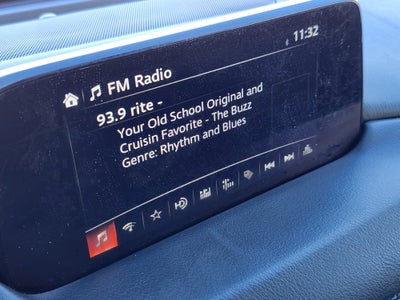 11:32
FM Radio
93.9 rite -
Your Old School Original and
Cruisin Favorite - The Buzz
Genre: Rhythm and Blues